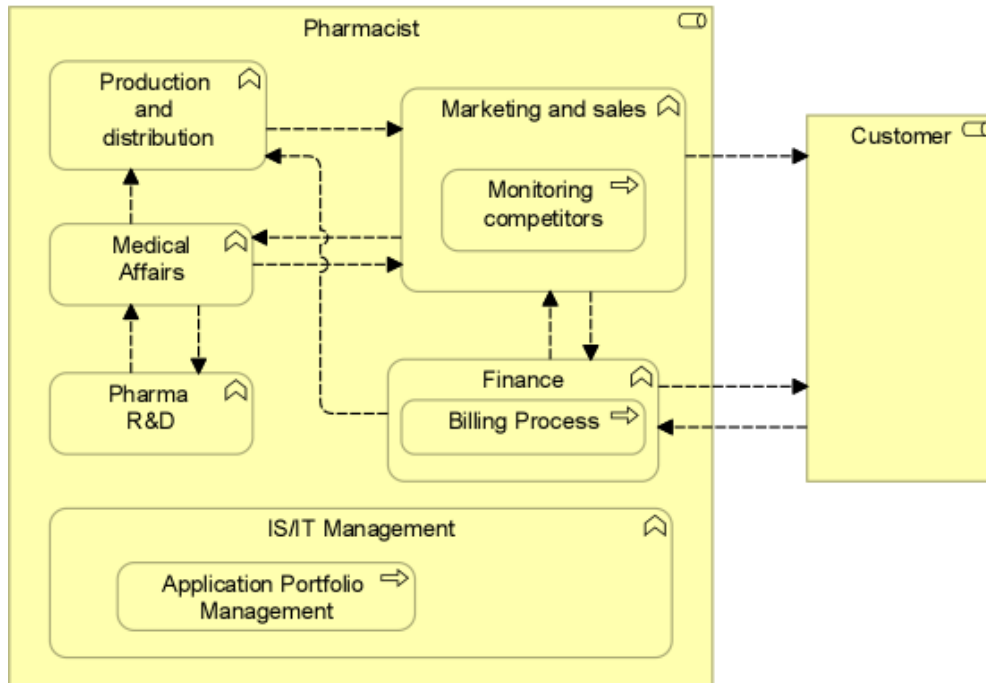 Pharmacist
Production
and
distribution
Marketing and sales
Monitoring
competitors
Customer
Medical
Affairs
Pharma
R&D
Finance
Billing Process
IS/IT Management
Application Portfolio
Management